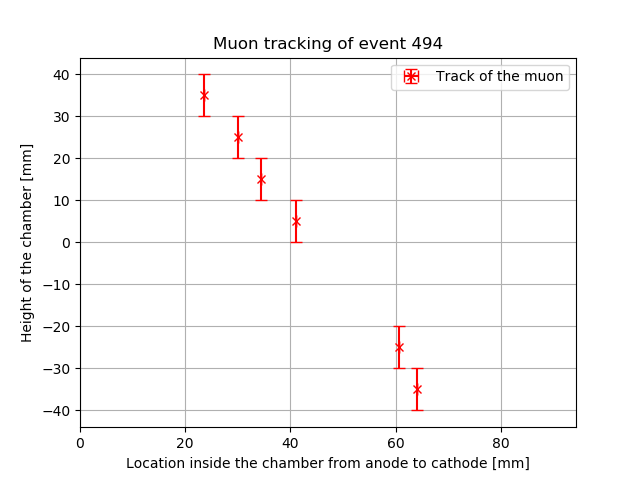 Muon tracking of event 494
Track of the muon
Height of the chamber [mm]
40
30
20
10
0
−10
−20
−30
−40
0 20 40 60 80
Location inside the chamber from anode to cathode [mm]